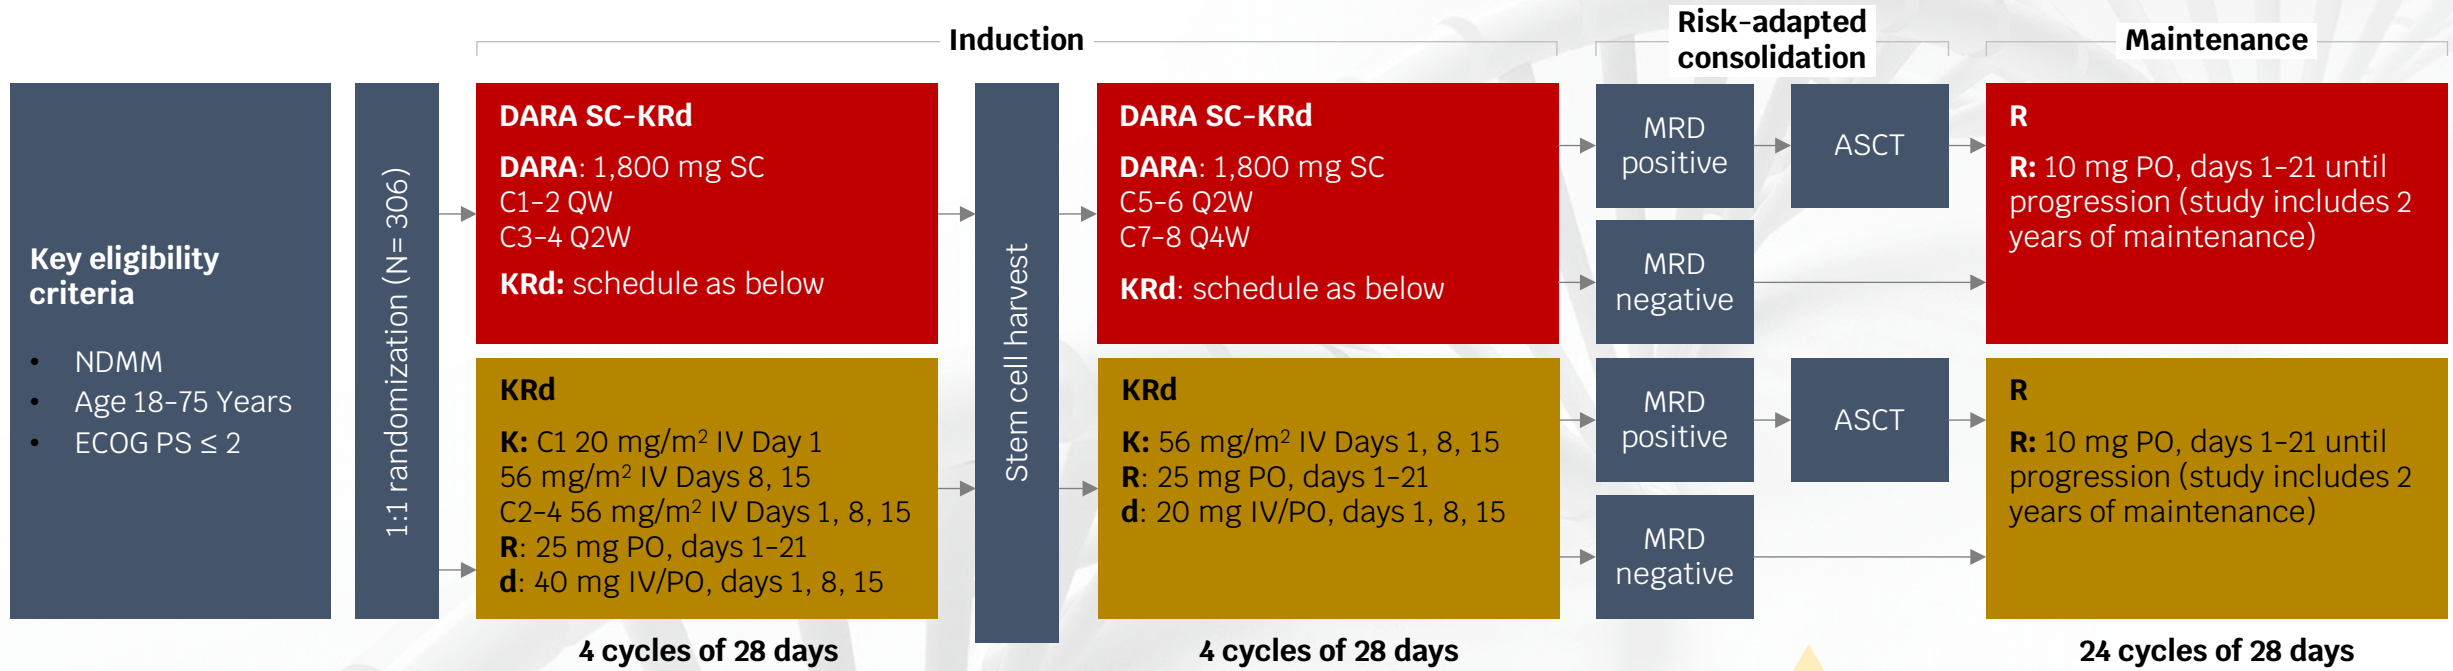 Induction
Risk-adapted
consolidation
Maintenance
Key eligibility
criteria
• NDMM
• Age 18-75 Years
• ECOG PS ≤ 2
1:1 randomization (N= 306)
DARA SC-KRd
DARA: 1,800 mg SC
C1-2 QW
C3-4 Q2W
KRd: schedule as below
KRd
K: C1 20 mg/m² IV Day 1
56 mg/m² IV Days 8, 15
C2-4 56 mg/m² IV Days 1, 8, 15
R: 25 mg PO, days 1-21
d: 40 mg IV/PO, days 1, 8, 15
4 cycles of 28 days
Stem cell harvest
DARA SC-KRd
DARA: 1,800 mg SC
C5-6 Q2W
C7-8 Q4W
KRd: schedule as below
KRd
K: 56 mg/m² IV Days 1, 8, 15
R: 25 mg PO, days 1-21
d: 20 mg IV/PO, days 1, 8, 15
4 cycles of 28 days
MRD
positive
ASCT
MRD
negative
MRD
positive
ASCT
MRD
negative
R
R: 10 mg PO, days 1-21 until
progression (study includes 2
years of maintenance)
R
R: 10 mg PO, days 1-21 until
progression (study includes 2
years of maintenance)
24 cycles of 28 days